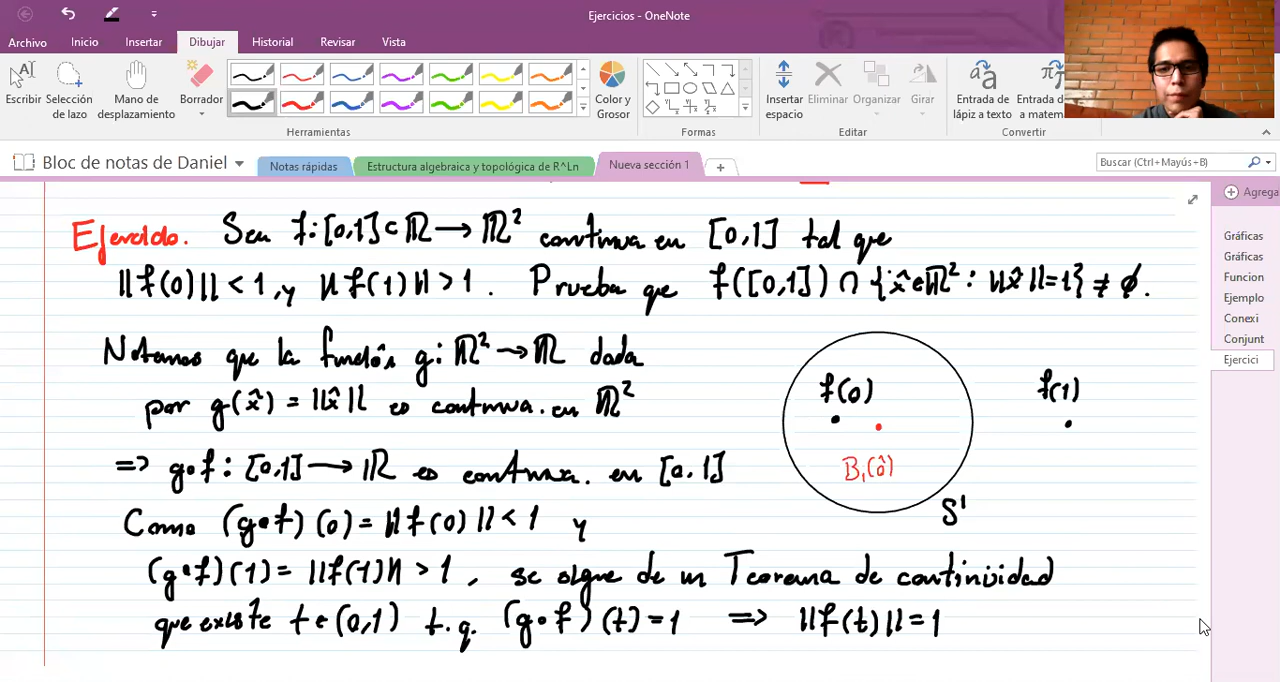 Ejercicios - OneNote
Archivo Inicio Insertar Dibujar Historial Revisar Vista
Escribir Selección de lazo Mano de desplazamiento Borrador Color y Grosor Insertar espacio Eliminar Organizar Girar Entrada de lápiz a texto Entrada de a matem
Herramientas Formas Editar Convertir
Bloc de notas de Daniel Notas rápidas Estructura algebraica y topológica de R^Ln Nueva sección 1 Buscar (Ctrl+Mayús+B)
Agrega
Gráficas
Gráficas
Funcion
Ejemplo
Conexi
Conjunt
Ejercici
Ejercicio. Sea f: [0,1] ⊂ ℝ → ℝ² continua en [0,1] tal que
||f(0)|| < 1, y ||f(1)|| > 1. Prueba que f([0,1]) ∩ {x̂ ∈ ℝ² : ||x̂|| = 1} ≠ ∅.
Notamos que la función g: ℝ² → ℝ dada
por g(x̂) = ||x̂|| es continua. en ℝ²
=> g∘f : [0,1] → ℝ es continua. en [0,1]
Como (g∘f)(0) = ||f(0)|| < 1 y
(g∘f)(1) = ||f(1)|| > 1, se sigue de un Teorema de continuidad
que existe t ∈ (0,1) t.q. (g∘f)(t) = 1 => ||f(t)|| = 1
f(0) f(1)
B₁(ô)
S¹